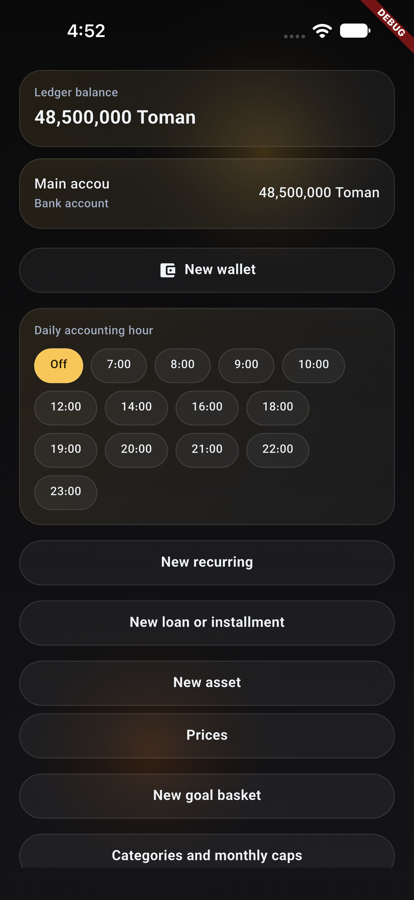 4:52
DEBUG
Ledger balance
48,500,000 Toman
Main accou
48,500,000 Toman
Bank account
New wallet
Daily accounting hour
Off 7:00 8:00 9:00 10:00
12:00 14:00 16:00 18:00
19:00 20:00 21:00 22:00
23:00
New recurring
New loan or installment
New asset
Prices
New goal basket
Categories and monthly caps